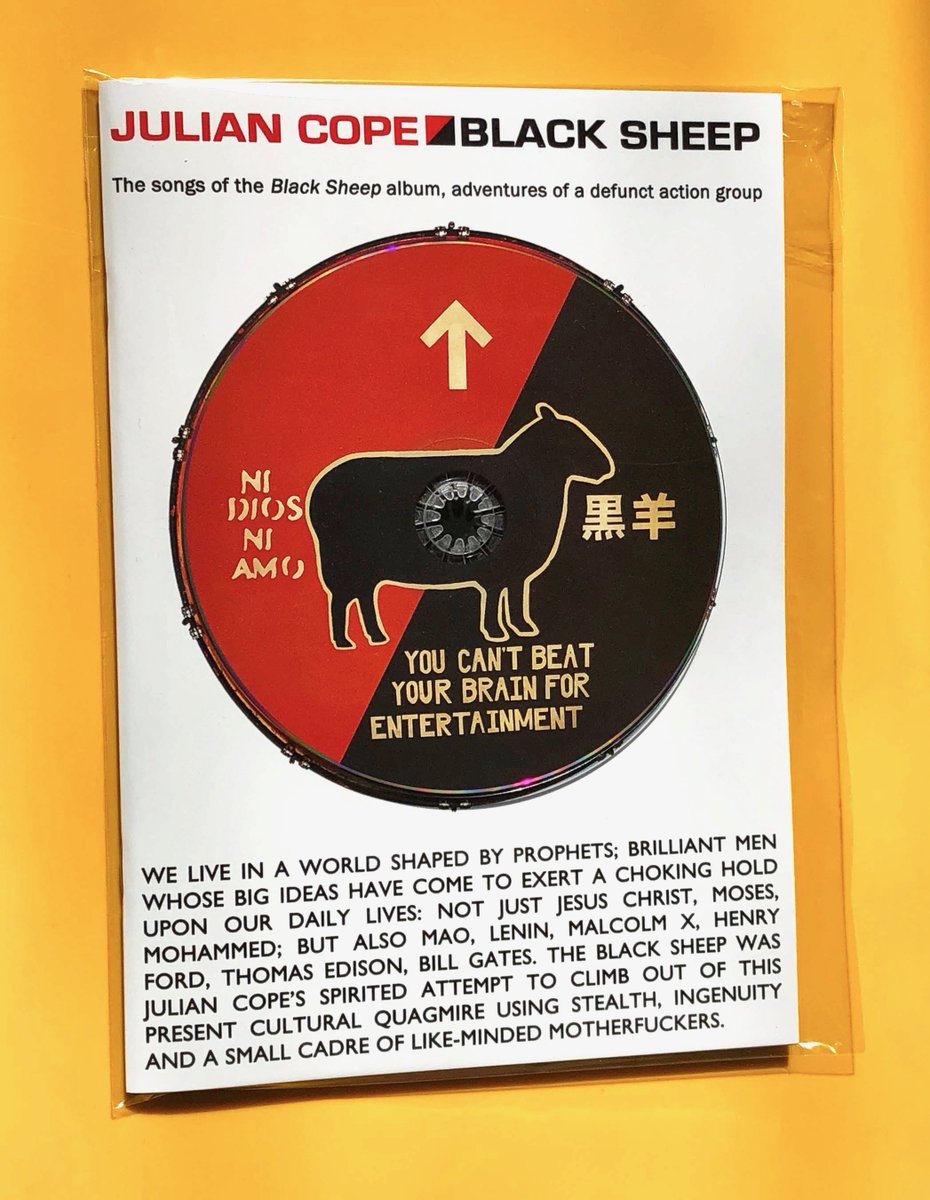 JULIAN COPE BLACK SHEEP
The songs of the Black Sheep album, adventures of a defunct action group
NI
DIOS
NI
AMO
黒羊
YOU CAN'T BEAT
YOUR BRAIN FOR
ENTERTAINMENT
WE LIVE IN A WORLD SHAPED BY PROPHETS; BRILLIANT MEN
WHOSE BIG IDEAS HAVE COME TO EXERT A CHOKING HOLD
UPON OUR DAILY LIVES: NOT JUST JESUS CHRIST, MOSES,
MOHAMMED; BUT ALSO MAO, LENIN, MALCOLM X, HENRY
FORD, THOMAS EDISON, BILL GATES. THE BLACK SHEEP WAS
JULIAN COPE'S SPIRITED ATTEMPT TO CLIMB OUT OF THIS
PRESENT CULTURAL QUAGMIRE USING STEALTH, INGENUITY
AND A SMALL CADRE OF LIKE-MINDED MOTHERFUCKERS.